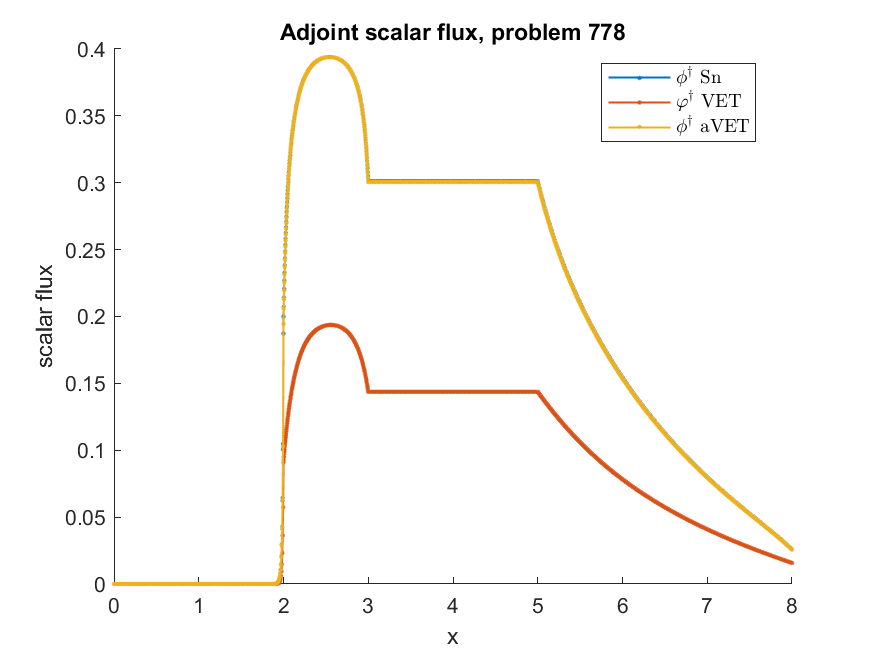 Adjoint scalar flux, problem 778
ϕ† Sn
φ† VET
ϕ† aVET
0.4
0.35
0.3
0.25
0.2
0.15
0.1
0.05
0
scalar flux
0 1 2 3 4 5 6 7 8
x